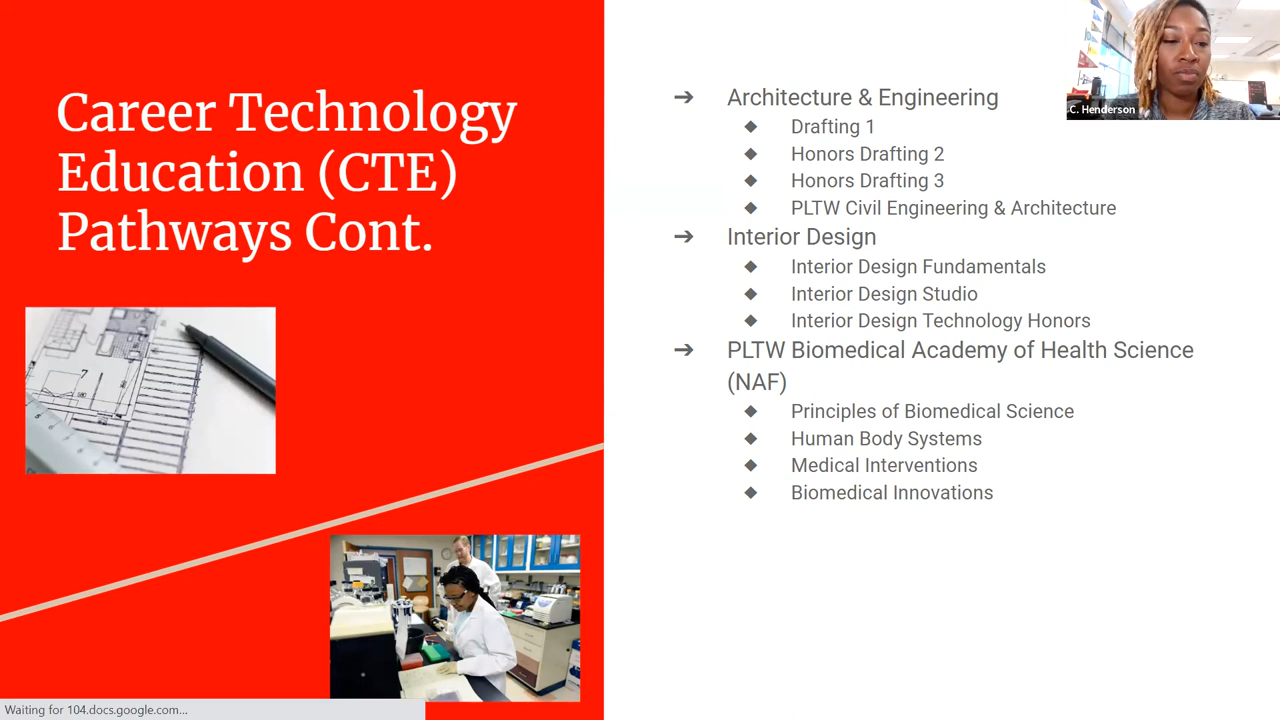 Career Technology
Education (CTE)
Pathways Cont.
➔ Architecture & Engineering
◆ Drafting 1
◆ Honors Drafting 2
◆ Honors Drafting 3
◆ PLTW Civil Engineering & Architecture
➔ Interior Design
◆ Interior Design Fundamentals
◆ Interior Design Studio
◆ Interior Design Technology Honors
➔ PLTW Biomedical Academy of Health Science
(NAF)
◆ Principles of Biomedical Science
◆ Human Body Systems
◆ Medical Interventions
◆ Biomedical Innovations
C. Henderson
Waiting for 104.docs.google.com...